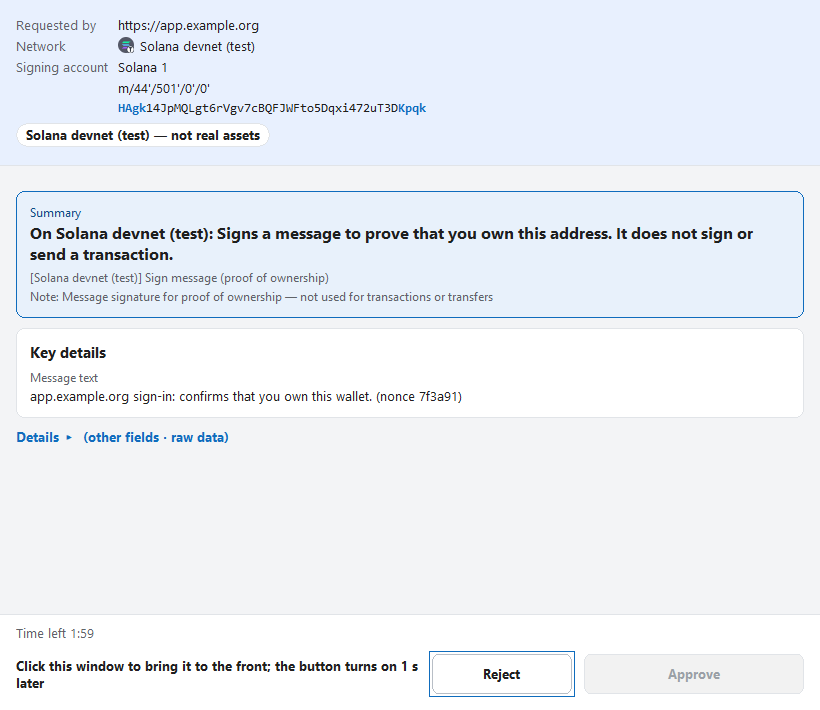 Requested by https://app.example.org
Network Solana devnet (test)
Signing account Solana 1
m/44'/501'/0'/0'
HAgk14JpMQLgt6rVgv7cBQFJWFto5Dqxi472uT3DKpqk
Solana devnet (test) — not real assets
Summary
On Solana devnet (test): Signs a message to prove that you own this address. It does not sign or
send a transaction.
[Solana devnet (test)] Sign message (proof of ownership)
Note: Message signature for proof of ownership — not used for transactions or transfers
Key details
Message text
app.example.org sign-in: confirms that you own this wallet. (nonce 7f3a91)
Details ▸ (other fields · raw data)
Time left 1:59
Click this window to bring it to the front; the button turns on 1 s
later
Reject
Approve